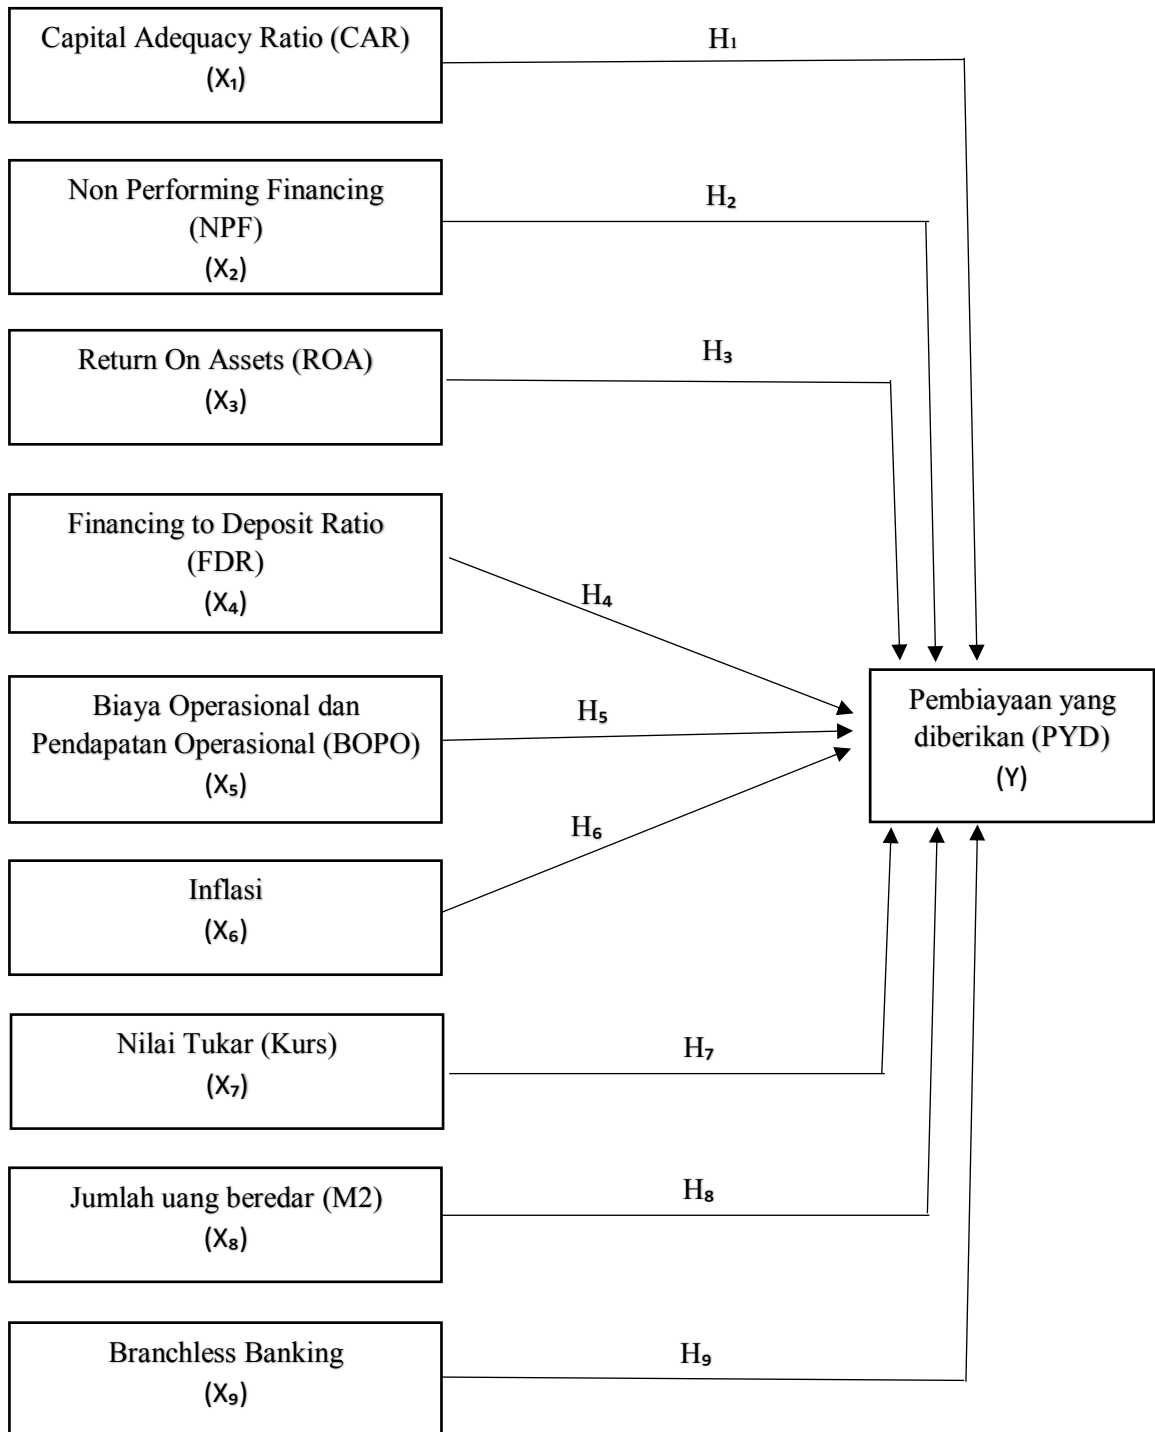 Capital Adequacy Ratio (CAR)
(X₁)
H₁
Non Performing Financing
(NPF)
(X₂)
H₂
Return On Assets (ROA)
(X₃)
H₃
Financing to Deposit Ratio
(FDR)
(X₄)
H₄
Biaya Operasional dan
Pendapatan Operasional (BOPO)
(X₅)
H₅
Pembiayaan yang
diberikan (PYD)
(Y)
Inflasi
(X₆)
H₆
Nilai Tukar (Kurs)
(X₇)
H₇
Jumlah uang beredar (M2)
(X₈)
H₈
Branchless Banking
(X₉)
H₉